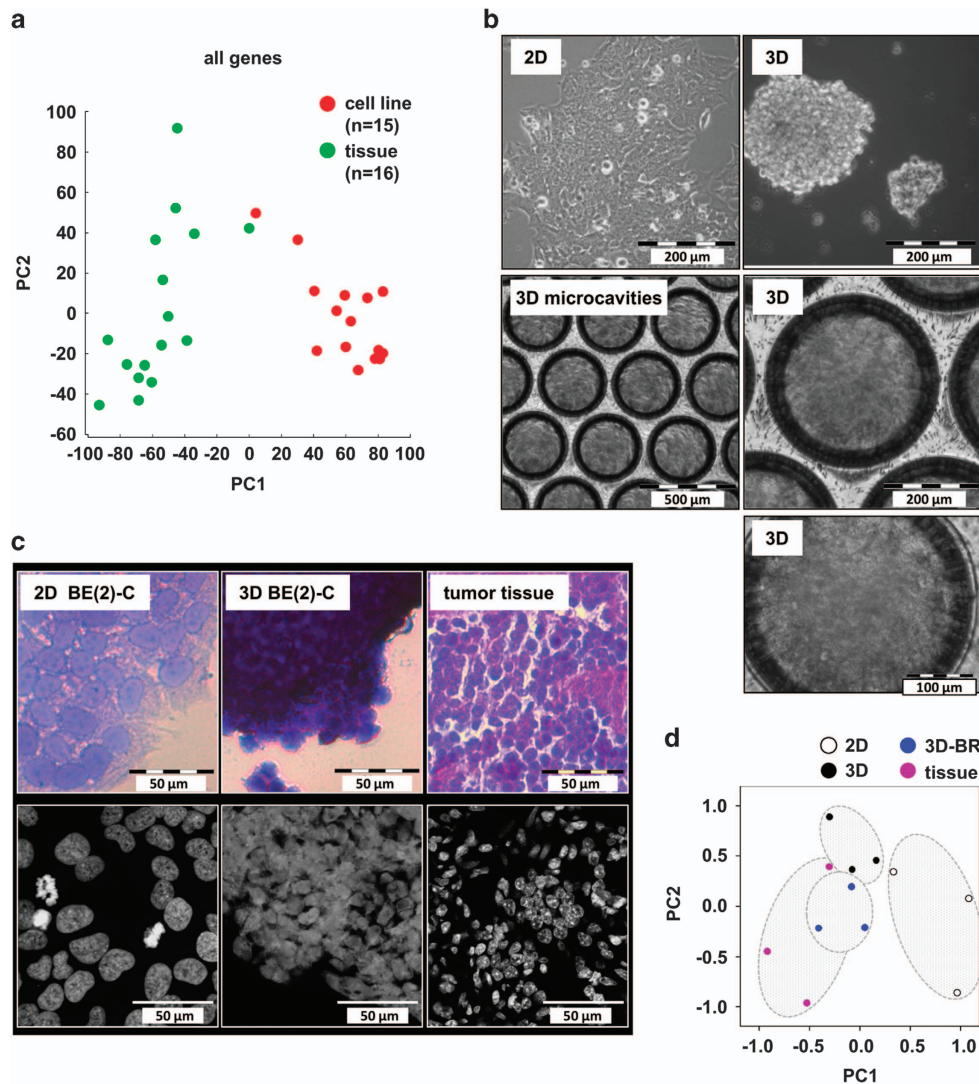 a
all genes
cell line
(n=15)
tissue
(n=16)
100
80
60
40
20
0
-20
-40
-60
PC2
-100 -80 -60 -40 -20 0 20 40 60 80 100
PC1
b
2D
200 µm
3D
200 µm
3D microcavities
500 µm
3D
200 µm
3D
100 µm
c
2D BE(2)-C
50 µm
3D BE(2)-C
50 µm
tumor tissue
50 µm
50 µm
50 µm
50 µm
d
2D
3D
3D-BR
tissue
1.0
0.5
0.0
-0.5
-1.0
PC2
-1.0 -0.5 0.0 0.5 1.0
PC1